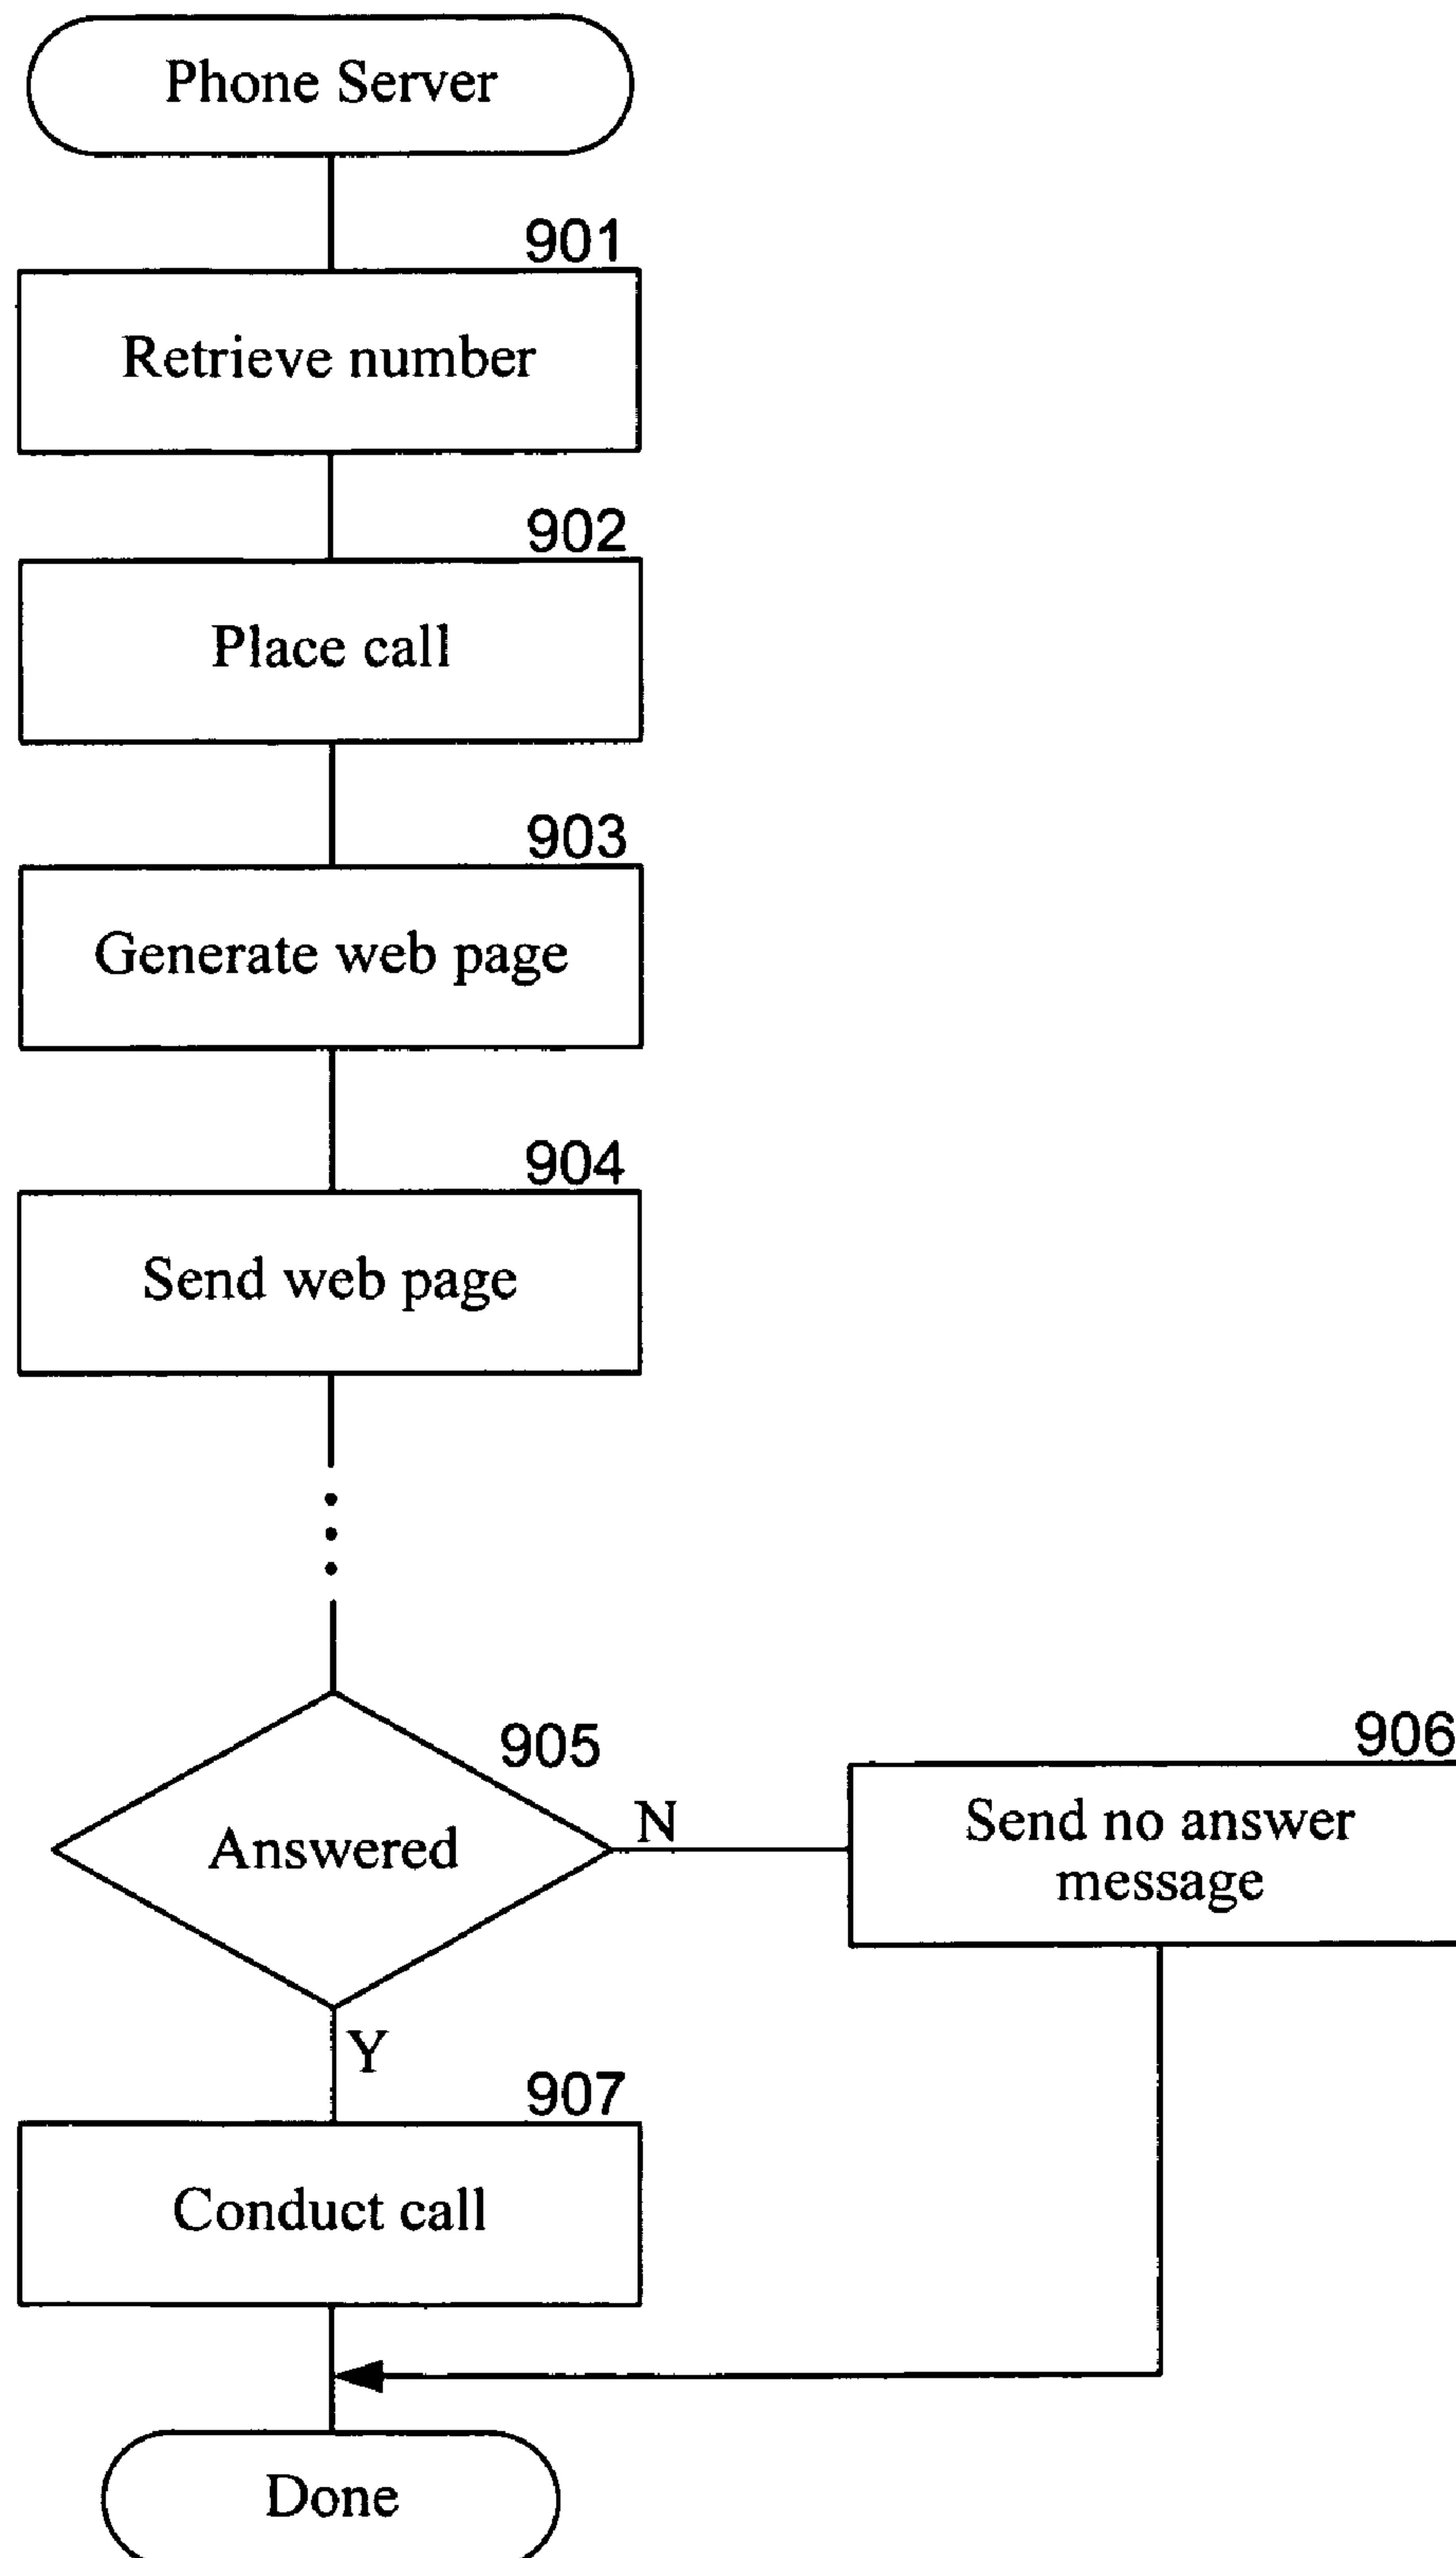 Phone Server
901
Retrieve number
902
Place call
903
Generate web page
904
Send web page
905
Answered
N
906
Send no answer
message
Y
907
Conduct call
Done